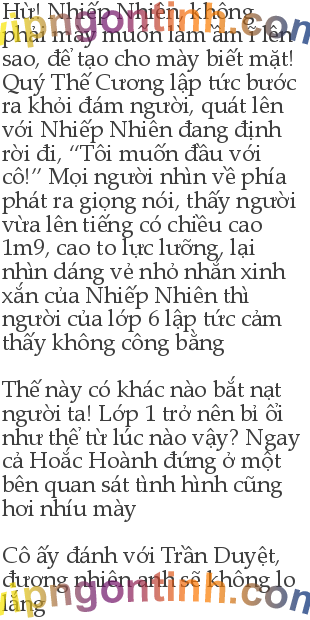 Hừ! Nhiếp Nhiên, không
phải mày muốn làm ầm ĩ lên
sao, để tao cho mày biết mặt!
Quý Thế Cương lập tức bước
ra khỏi đám người, quát lên
với Nhiếp Nhiên đang định
rời đi, “Tôi muốn đầu với
cô!” Mọi người nhìn về phía
phát ra giọng nói, thấy người
vừa lên tiếng có chiều cao
1m9, cao to lực lưỡng, lại
nhìn dáng vẻ nhỏ nhắn xinh
xắn của Nhiếp Nhiên thì
người của lớp 6 lập tức cảm
thấy không công bằng
Thế này có khác nào bắt nạt
người ta! Lớp 1 trở nên bỉ ổi
như thế từ lúc nào vậy? Ngay
cả Hoắc Hoành đứng ở một
bên quan sát tình hình cũng
hơi nhíu mày
Cô ấy đánh với Trần Duyệt,
đương nhiên anh sẽ không lo
lắng
vipngontinh.com
vipngontinh.com